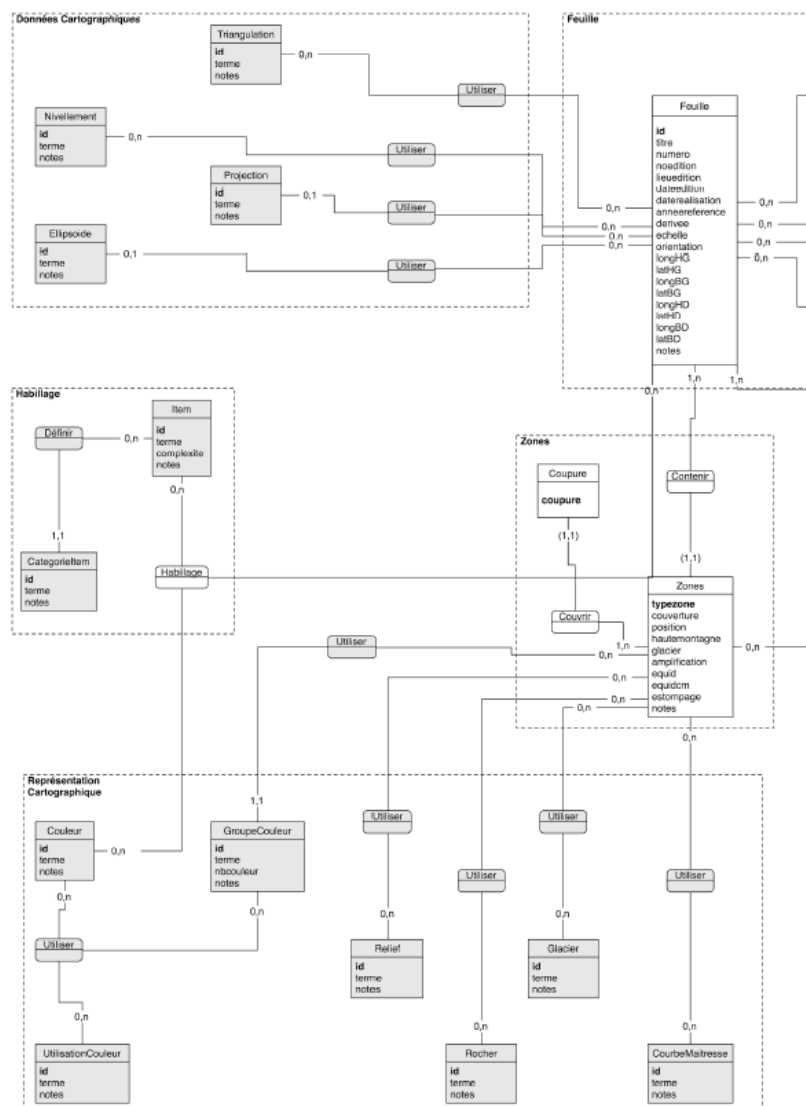 Données Cartographiques
Triangulation
id
terme
notes
0,n
Utiliser
Nivellement
id
terme
notes
0,n
Utiliser
Projection
id
terme
notes
0,1
Utiliser
Ellipsoide
id
terme
notes
0,1
Utiliser
Feuille
Feuille
id
titre
numero
noedition
lieuedition
dateedition
daterealisation
anneereference
derivee
echelle
orientation
longHG
latHG
longBG
latBG
longHD
latHD
longBD
latBD
notes
0,n
0,n
0,n
0,n
0,n
0,n
0,n
0,n
0,n
1,n
1,n
Habillage
Définir
0,n
Item
id
terme
complexite
notes
0,n
1,1
CategorieItem
id
terme
notes
Habillage
Zones
Coupure
coupure
(1,1)
Couvrir
1,n
Contenir
(1,1)
Zones
typezone
couverture
position
hautemontagne
glacier
amplification
equid
equidcm
estompage
notes
0,n
0,n
0,n
0,n
0,n
0,n
Utiliser
Représentation
Cartographique
1,1
Couleur
id
terme
notes
0,n
0,n
GroupeCouleur
id
terme
nbcouleur
notes
0,n
Utiliser
0,n
UtilisationCouleur
id
terme
notes
Utiliser
0,n
Relief
id
terme
notes
Utiliser
0,n
Rocher
id
terme
notes
Utiliser
0,n
Glacier
id
terme
notes
Utiliser
0,n
CourbeMaitresse
id
terme
notes